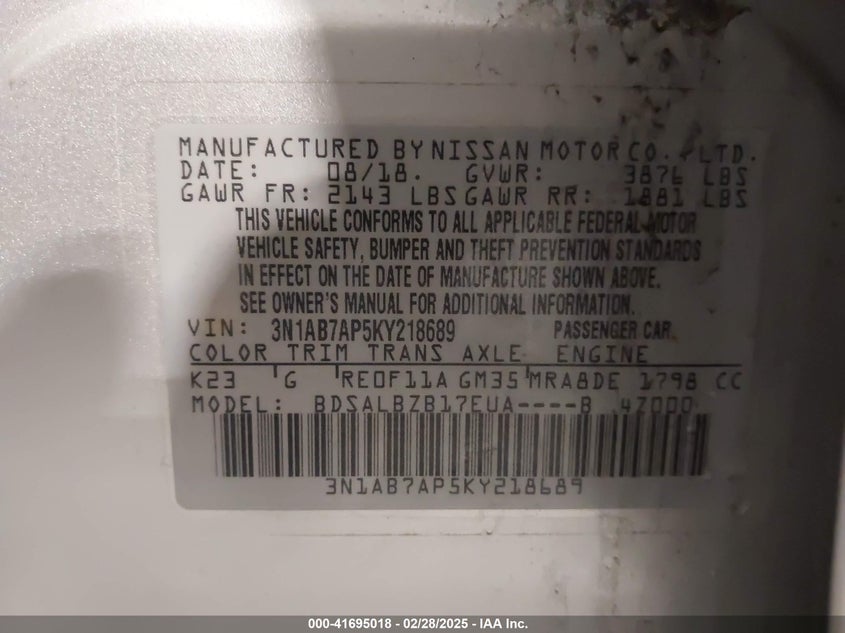 MANUFACTURED BY NISSAN MOTOR CO., LTD.
DATE: 08/18. GVWR: 3876 LBS
GAWR FR: 2143 LBS GAWR RR: 1881 LBS
THIS VEHICLE CONFORMS TO ALL APPLICABLE FEDERAL MOTOR
VEHICLE SAFETY, BUMPER AND THEFT PREVENTION STANDARDS
IN EFFECT ON THE DATE OF MANUFACTURE SHOWN ABOVE.
SEE OWNER'S MANUAL FOR ADDITIONAL INFORMATION.
VIN: 3N1AB7AP5KY218689 PASSENGER CAR
COLOR TRIM TRANS AXLE ENGINE
K23 G RE0F11A GM35 MRA8DE 1798 CC
MODEL: BDSALBZB17EUA----B 4Z000
3N1AB7AP5KY218689
000-41695018 - 02/28/2025 - IAA Inc.